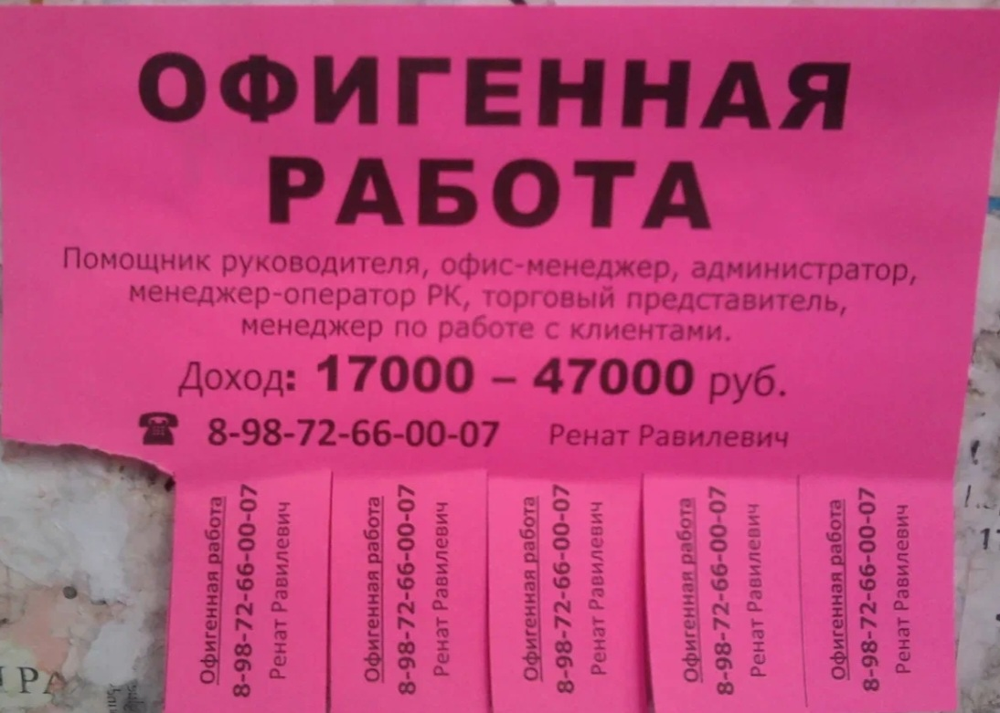 ОФИГЕННАЯ
РАБОТА
Помощник руководителя, офис-менеджер, администратор,
менеджер-оператор РК, торговый представитель,
менеджер по работе с клиентами.
Доход: 17000 – 47000 руб.
☎ 8-98-72-66-00-07 Ренат Равилевич
Офигенная работа
8-98-72-66-00-07
Ренат Равилевич
Офигенная работа
8-98-72-66-00-07
Ренат Равилевич
Офигенная работа
8-98-72-66-00-07
Ренат Равилевич
Офигенная работа
8-98-72-66-00-07
Ренат Равилевич
Офигенная работа
8-98-72-66-00-07
Ренат Равилевич